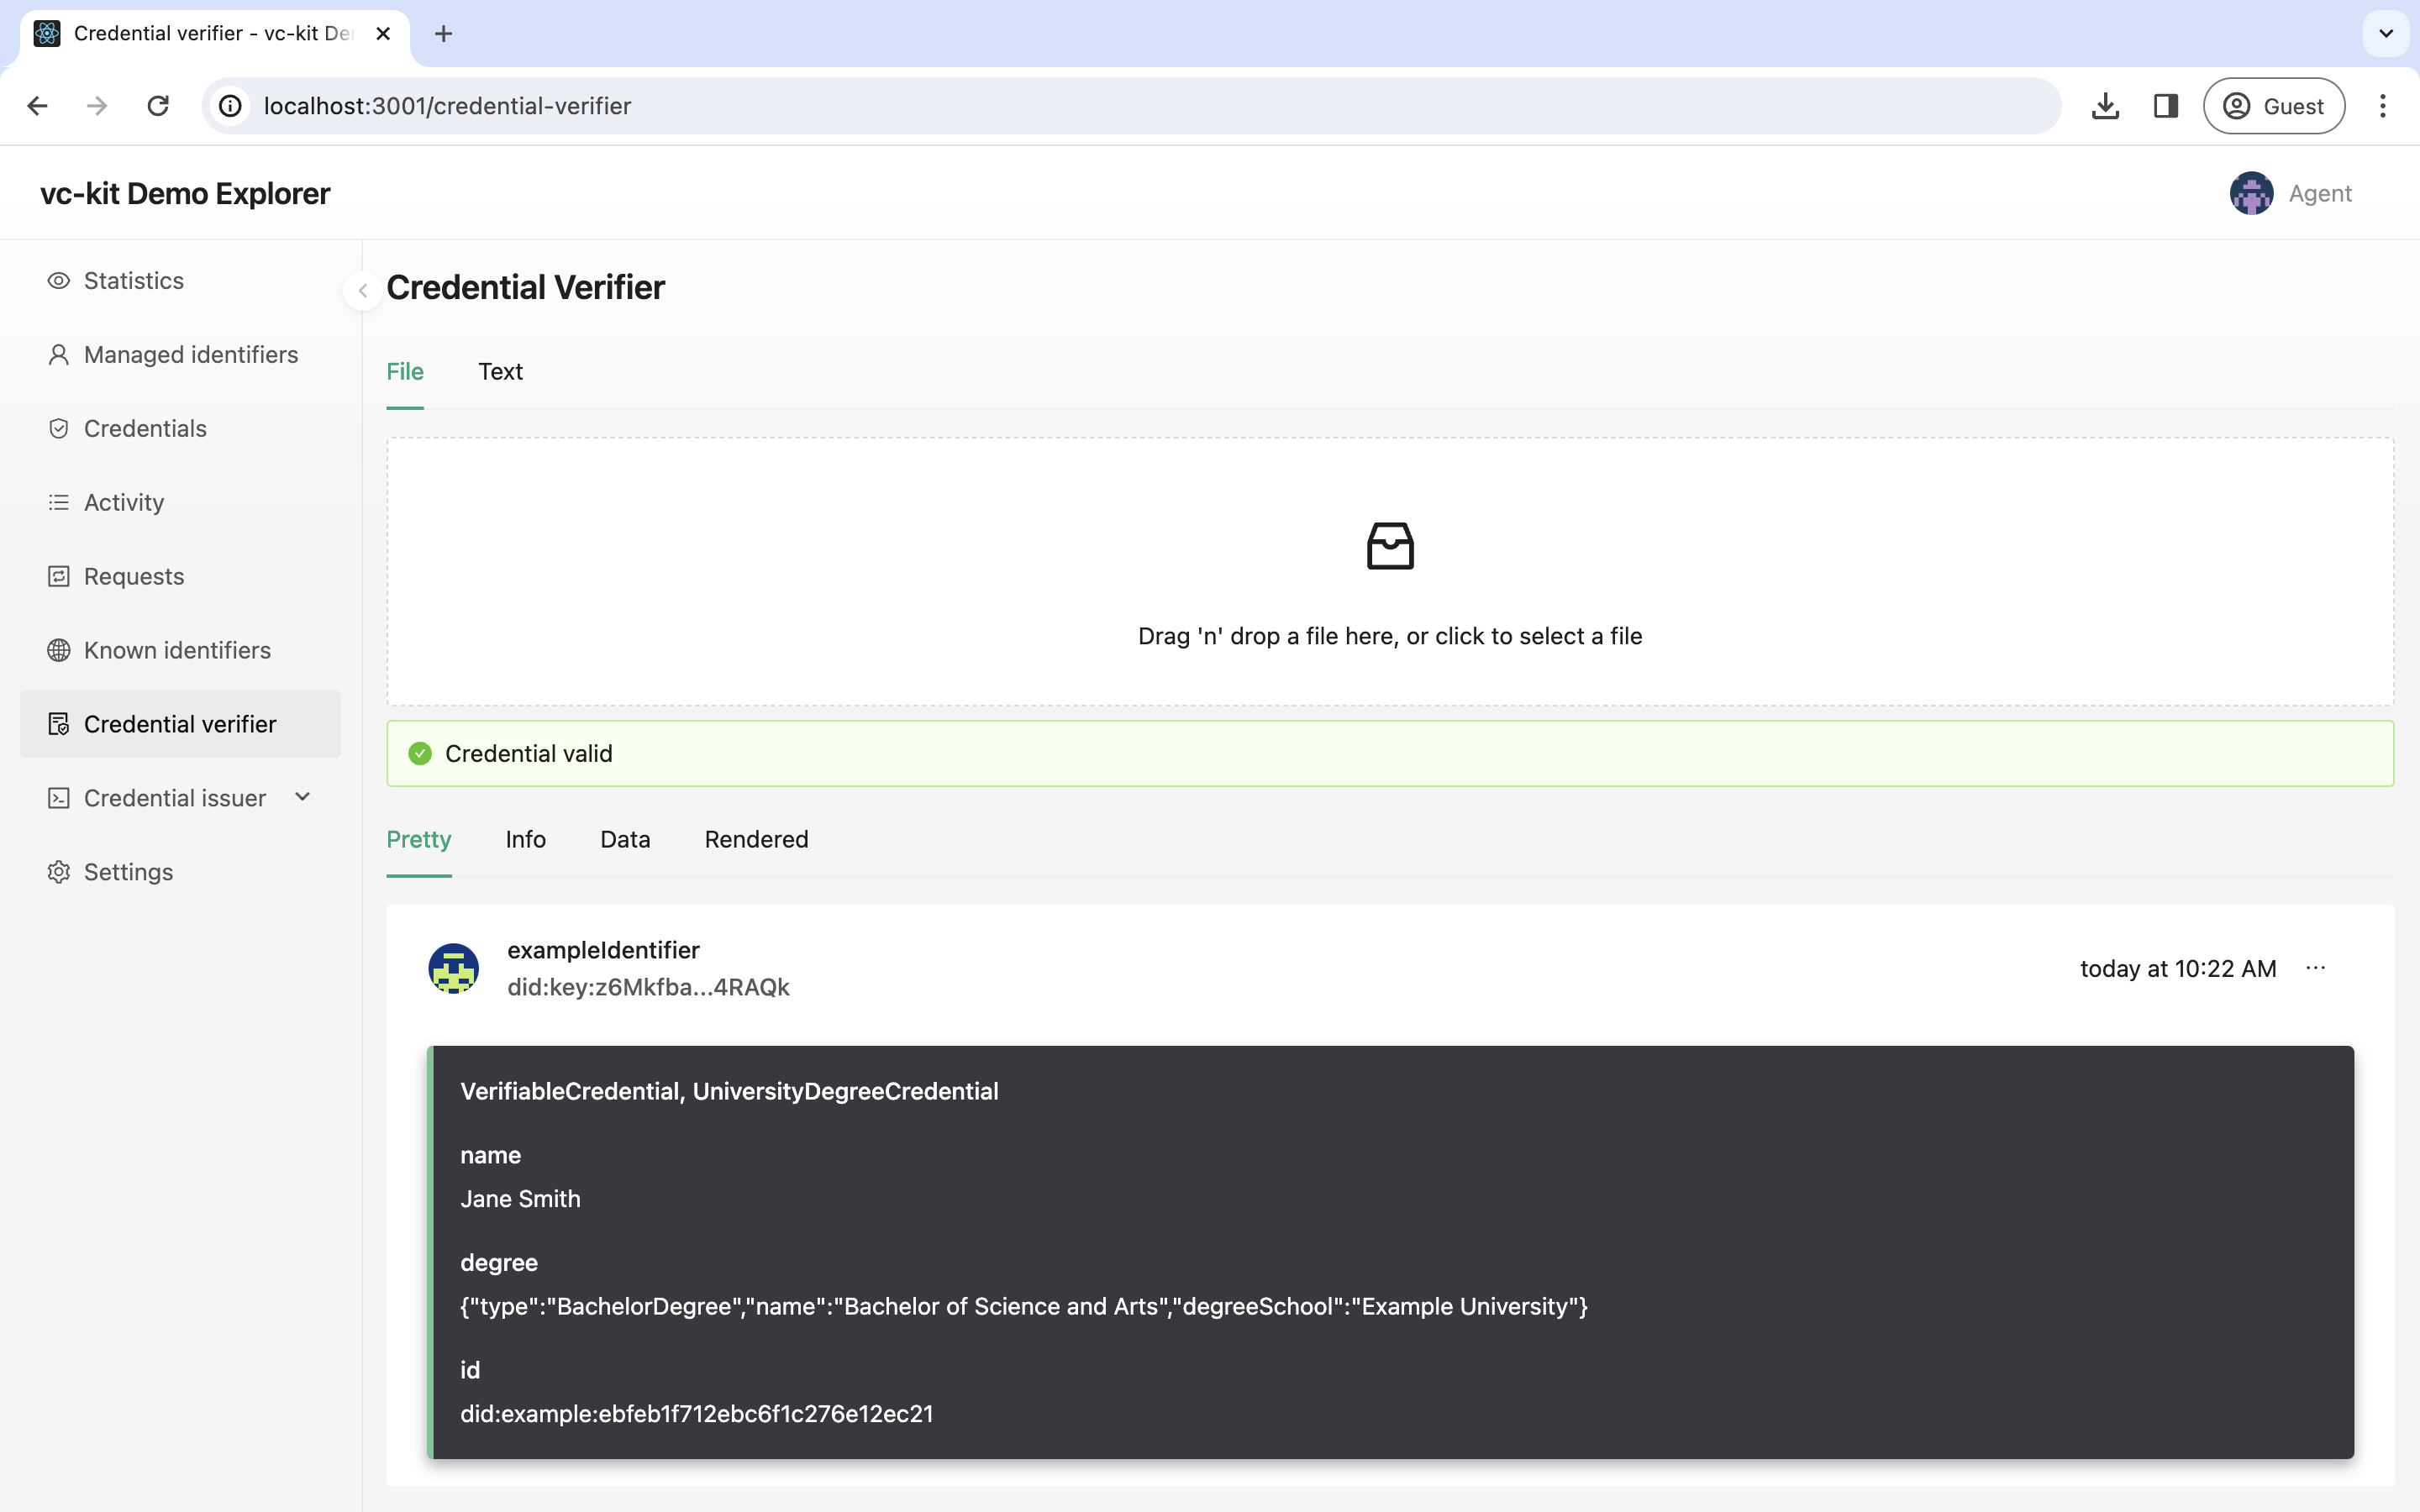 Credential verifier - vc-kit De
localhost:3001/credential-verifier
Guest
vc-kit Demo Explorer
Agent
Statistics
Managed identifiers
Credentials
Activity
Requests
Known identifiers
Credential verifier
Credential issuer
Settings
Credential Verifier
File Text
Drag 'n' drop a file here, or click to select a file
Credential valid
Pretty Info Data Rendered
exampleIdentifier
did:key:z6Mkfba...4RAQk
today at 10:22 AM
VerifiableCredential, UniversityDegreeCredential
name
Jane Smith
degree
{"type":"BachelorDegree","name":"Bachelor of Science and Arts","degreeSchool":"Example University"}
id
did:example:ebfeb1f712ebc6f1c276e12ec21